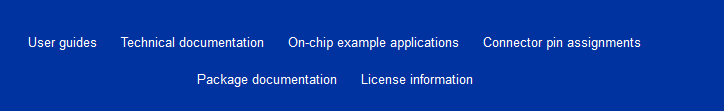 User guides Technical documentation On-chip example applications Connector pin assignments
Package documentation License information